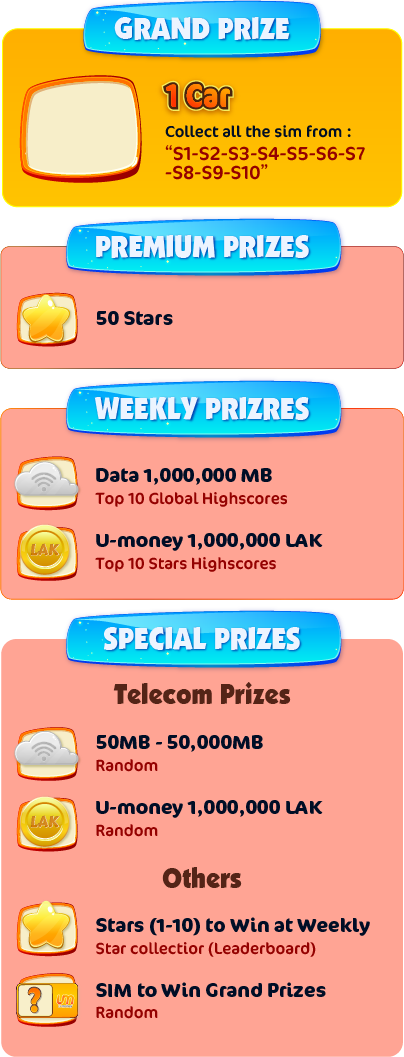 GRAND PRIZE
1 Car
Collect all the sim from :
“S1-S2-S3-S4-S5-S6-S7
-S8-S9-S10”
PREMIUM PRIZES
50 Stars
WEEKLY PRIZRES
Data 1,000,000 MB
Top 10 Global Highscores
LAK
U-money 1,000,000 LAK
Top 10 Stars Highscores
SPECIAL PRIZES
Telecom Prizes
50MB - 50,000MB
Random
LAK
U-money 1,000,000 LAK
Random
Others
Stars (1-10) to Win at Weekly
Star collectior (Leaderboard)
?
SIM to Win Grand Prizes
Random